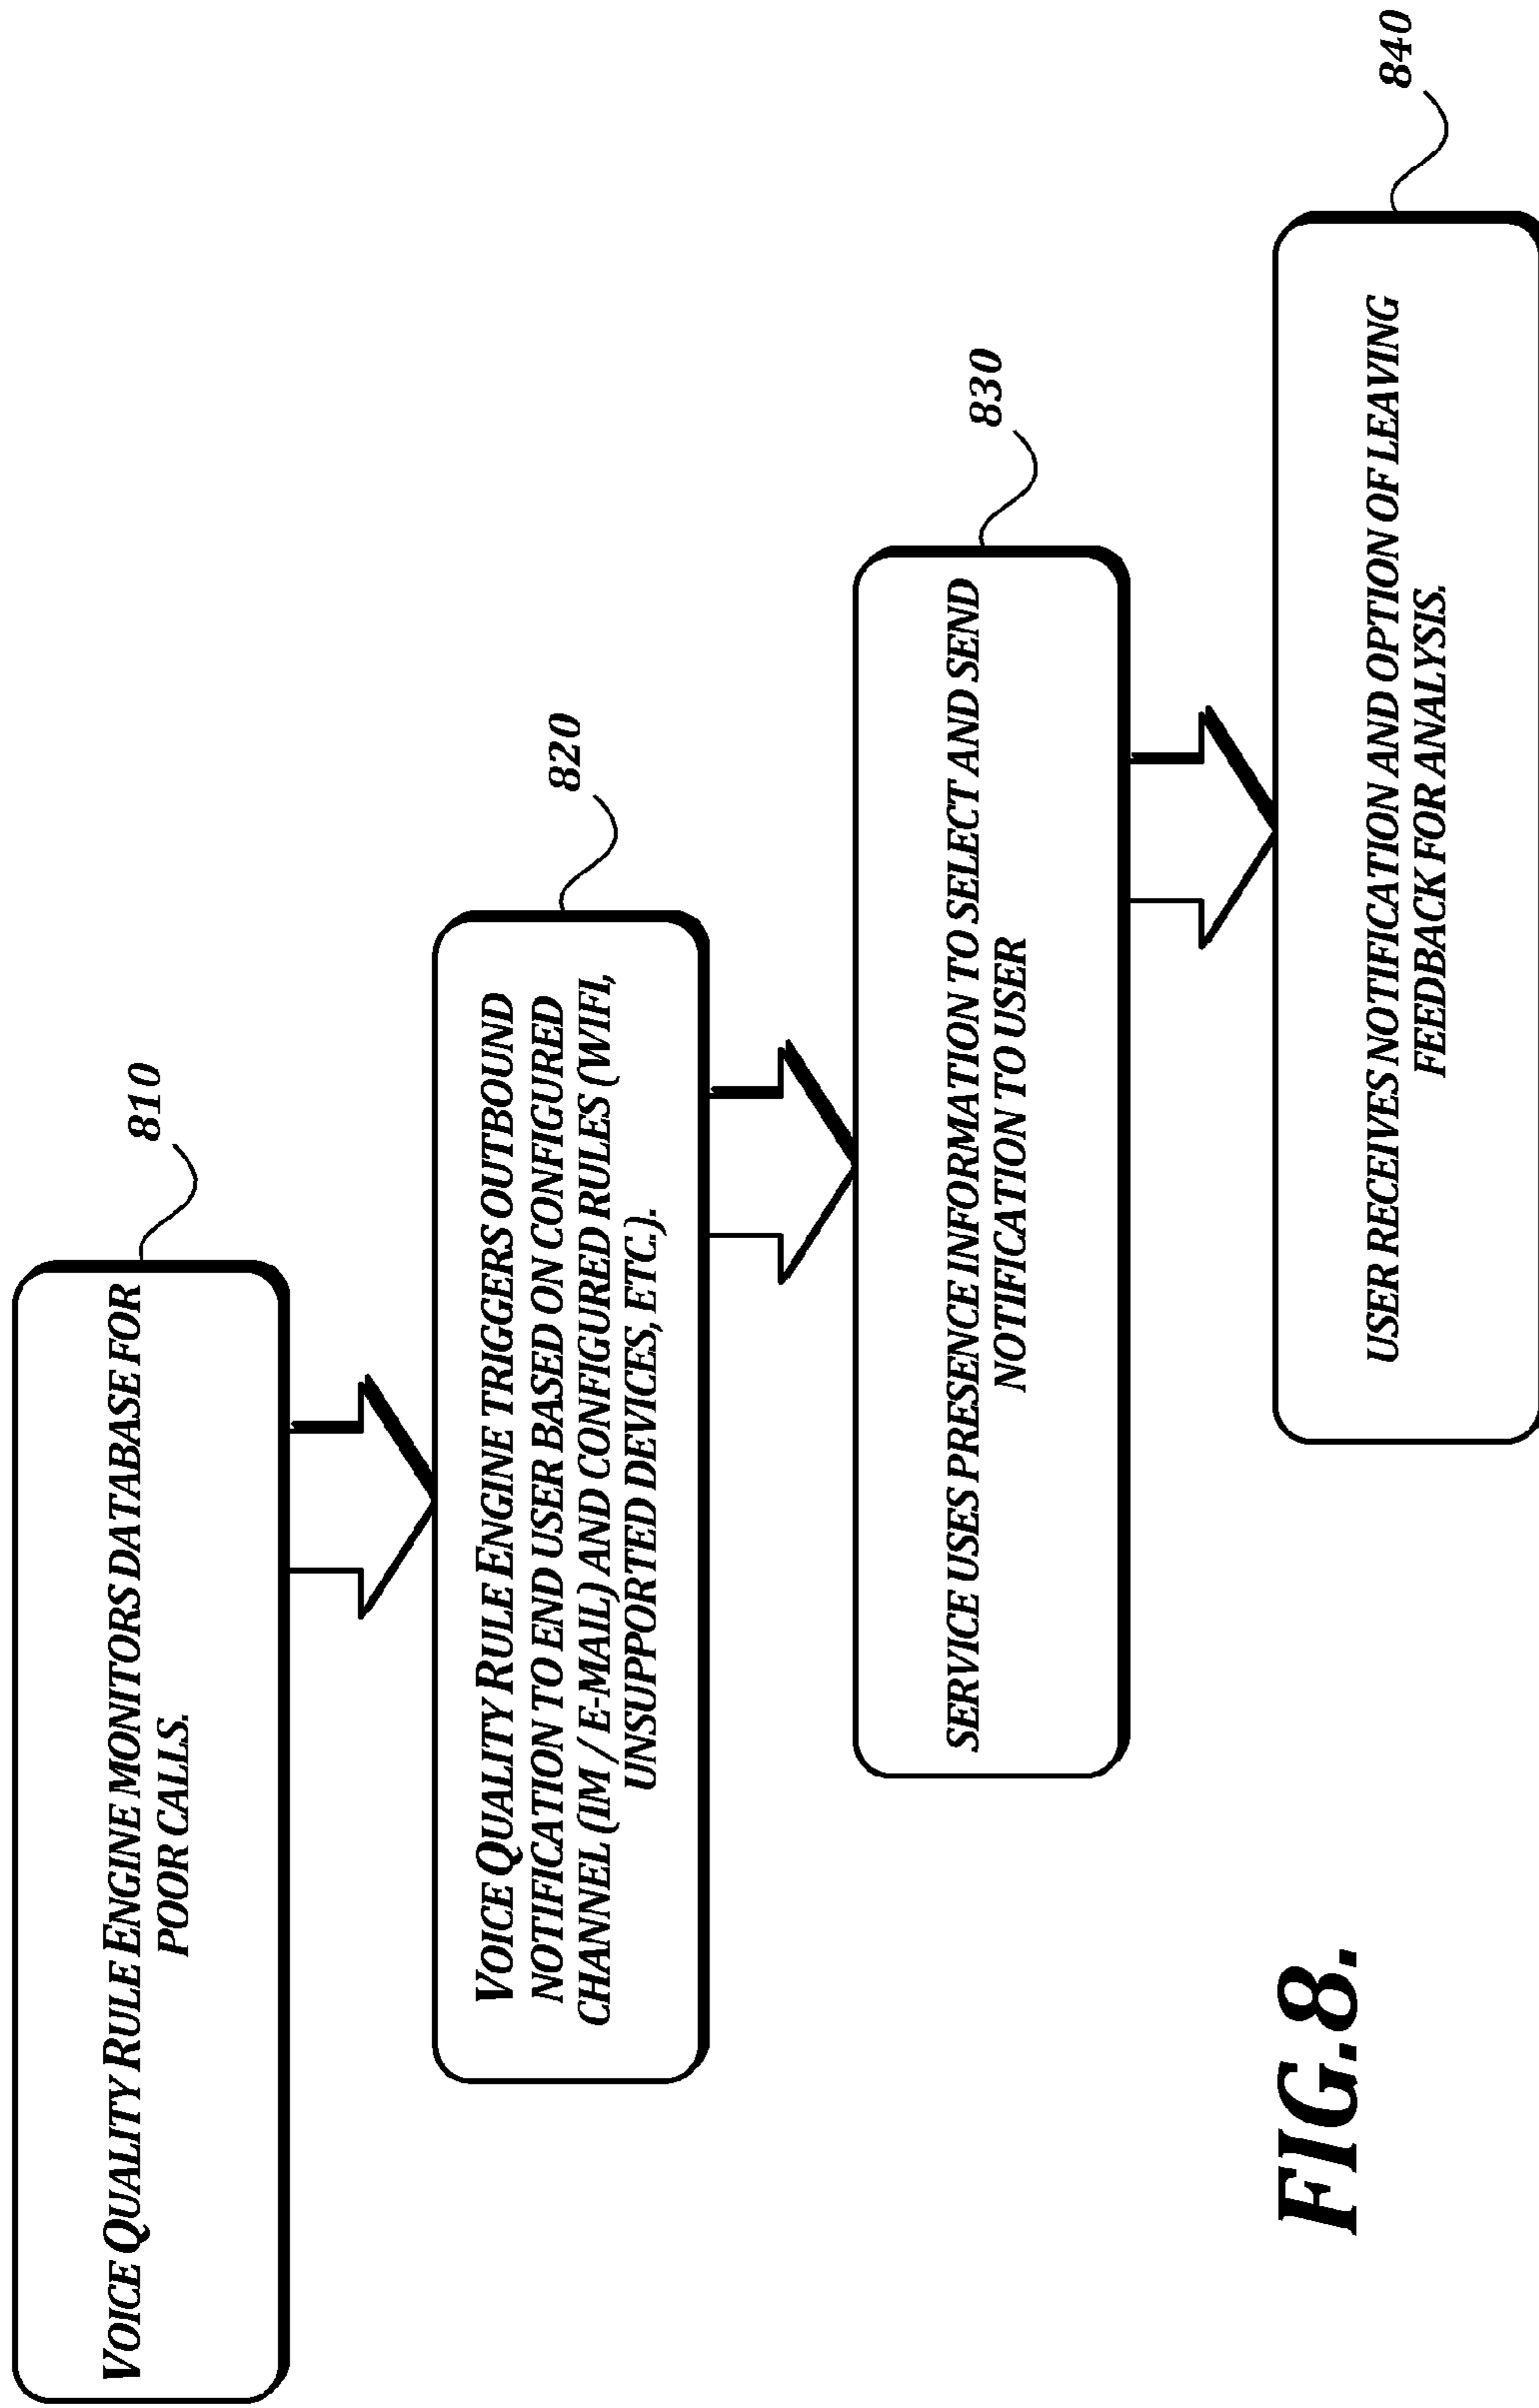 810
VOICE QUALITY RULE ENGINE MONITORS DATABASE FOR
POOR CALLS.
820
VOICE QUALITY RULE ENGINE TRIGGERS OUTBOUND
NOTIFICATION TO END USER BASED ON CONFIGURED
CHANNEL (IM / E-MAIL) AND CONFIGURED RULES (WIFI,
UNSUPPORTED DEVICES, ETC.).
830
SERVICE USES PRESENCE INFORMATION TO SELECT AND SEND
NOTIFICATION TO USER
840
USER RECEIVES NOTIFICATION AND OPTION OF LEAVING
FEEDBACK FOR ANALYSIS.
FIG.8.